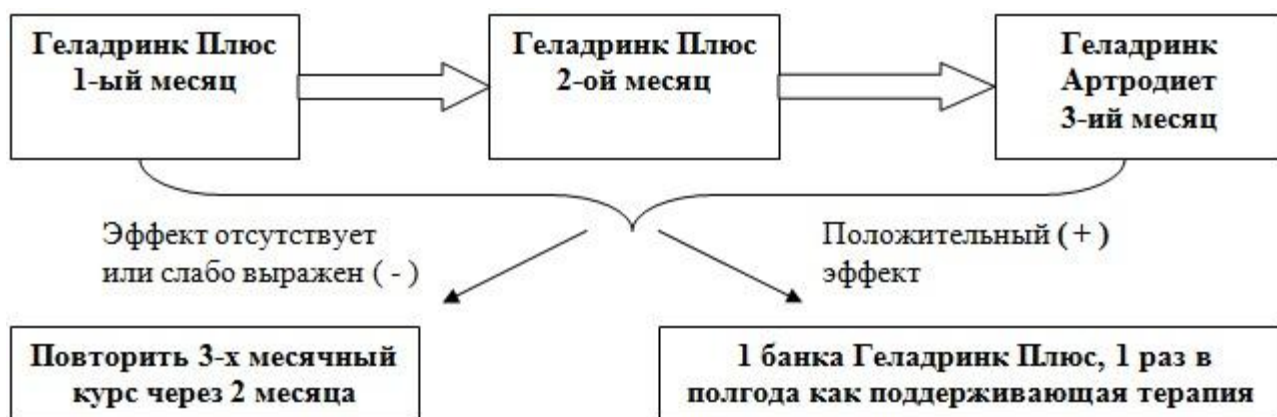 Геладринк Плюс
1-ый месяц
Геладринк Плюс
2-ой месяц
Геладринк
Артродиет
3-ий месяц
Эффект отсутствует
или слабо выражен ( - )
Положительный ( + )
эффект
Повторить 3-х месячный
курс через 2 месяца
1 банка Геладринк Плюс, 1 раз в
полгода как поддерживающая терапия